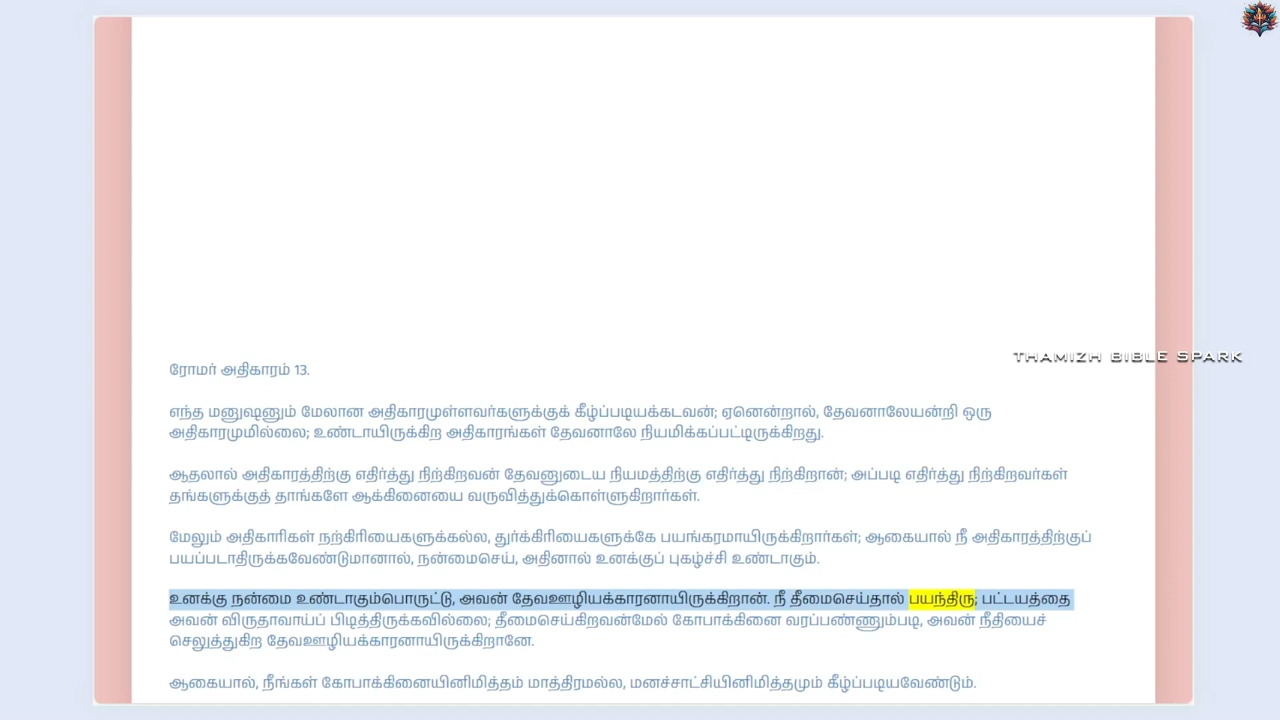 THAMIZH BIBLE SPARK
ரோமர் அதிகாரம் 13.
எந்த மனுஷனும் மேலான அதிகாரமுள்ளவர்களுக்குக் கீழ்ப்படியக்கடவன்; ஏனென்றால், தேவனாலேயன்றி ஒரு
அதிகாரமுமில்லை; உண்டாயிருக்கிற அதிகாரங்கள் தேவனாலே நியமிக்கப்பட்டிருக்கிறது.
ஆதலால் அதிகாரத்திற்கு எதிர்த்து நிற்கிறவன் தேவனுடைய நியமத்திற்கு எதிர்த்து நிற்கிறான்; அப்படி எதிர்த்து நிற்கிறவர்கள்
தங்களுக்குத் தாங்களே ஆக்கினையை வருவித்துக்கொள்ளுகிறார்கள்.
மேலும் அதிகாரிகள் நற்கிரியைகளுக்கல்ல, துர்க்கிரியைகளுக்கே பயங்கரமாயிருக்கிறார்கள்; ஆகையால் நீ அதிகாரத்திற்குப்
பயப்படாதிருக்கவேண்டுமானால், நன்மைசெய், அதினால் உனக்குப் புகழ்ச்சி உண்டாகும்.
உனக்கு நன்மை உண்டாகும்பொருட்டு, அவன் தேவஊழியக்காரனாயிருக்கிறான். நீ தீமைசெய்தால் பயந்திரு; பட்டயத்தை
அவன் விருதாவாய்ப் பிடித்திருக்கவில்லை; தீமைசெய்கிறவன்மேல் கோபாக்கினை வரப்பண்ணும்படி, அவன் நீதியைச்
செலுத்துகிற தேவஊழியக்காரனாயிருக்கிறானே.
ஆகையால், நீங்கள் கோபாக்கினையினிமித்தம் மாத்திரமல்ல, மனச்சாட்சியினிமித்தமும் கீழ்ப்படியவேண்டும்.